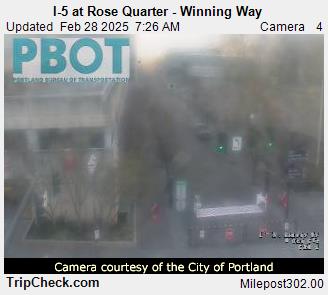 I-5 at Rose Quarter - Winning Way
Updated Feb 28 2025 7:26 AM Camera 4
PBOT
PORTLAND BUREAU OF TRANSPORTATION
Camera courtesy of the City of Portland
TripCheck.com Milepost302.00